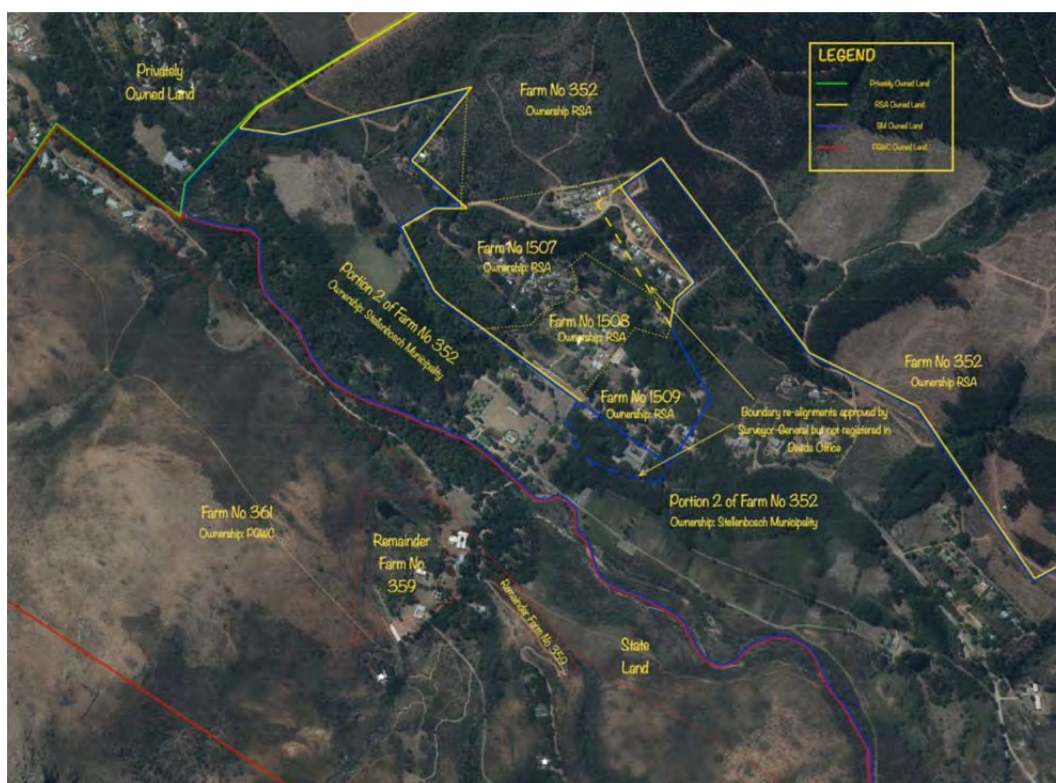 LEGEND
Privately Owned Land
RSA Owned Land
SM Owned Land
PGWC Owned Land
Privately
Owned Land
Farm No 352
Ownership RSA
Farm No 1507
Ownership: RSA
Portion 2 of Farm No 352
Ownership: Stellenbosch Municipality
Farm No 1508
Ownership: RSA
Farm No 352
Ownership RSA
Farm No 1509
Ownership: RSA
Boundary re-alignments approved by
Surveyor-General but not registered in
Deeds Office
Portion 2 of Farm No 352
Ownership: Stellenbosch Municipality
Farm No 361
Ownership: PGWC
Remainder
Farm No.
359
Remainder Farm No 359
State
Land